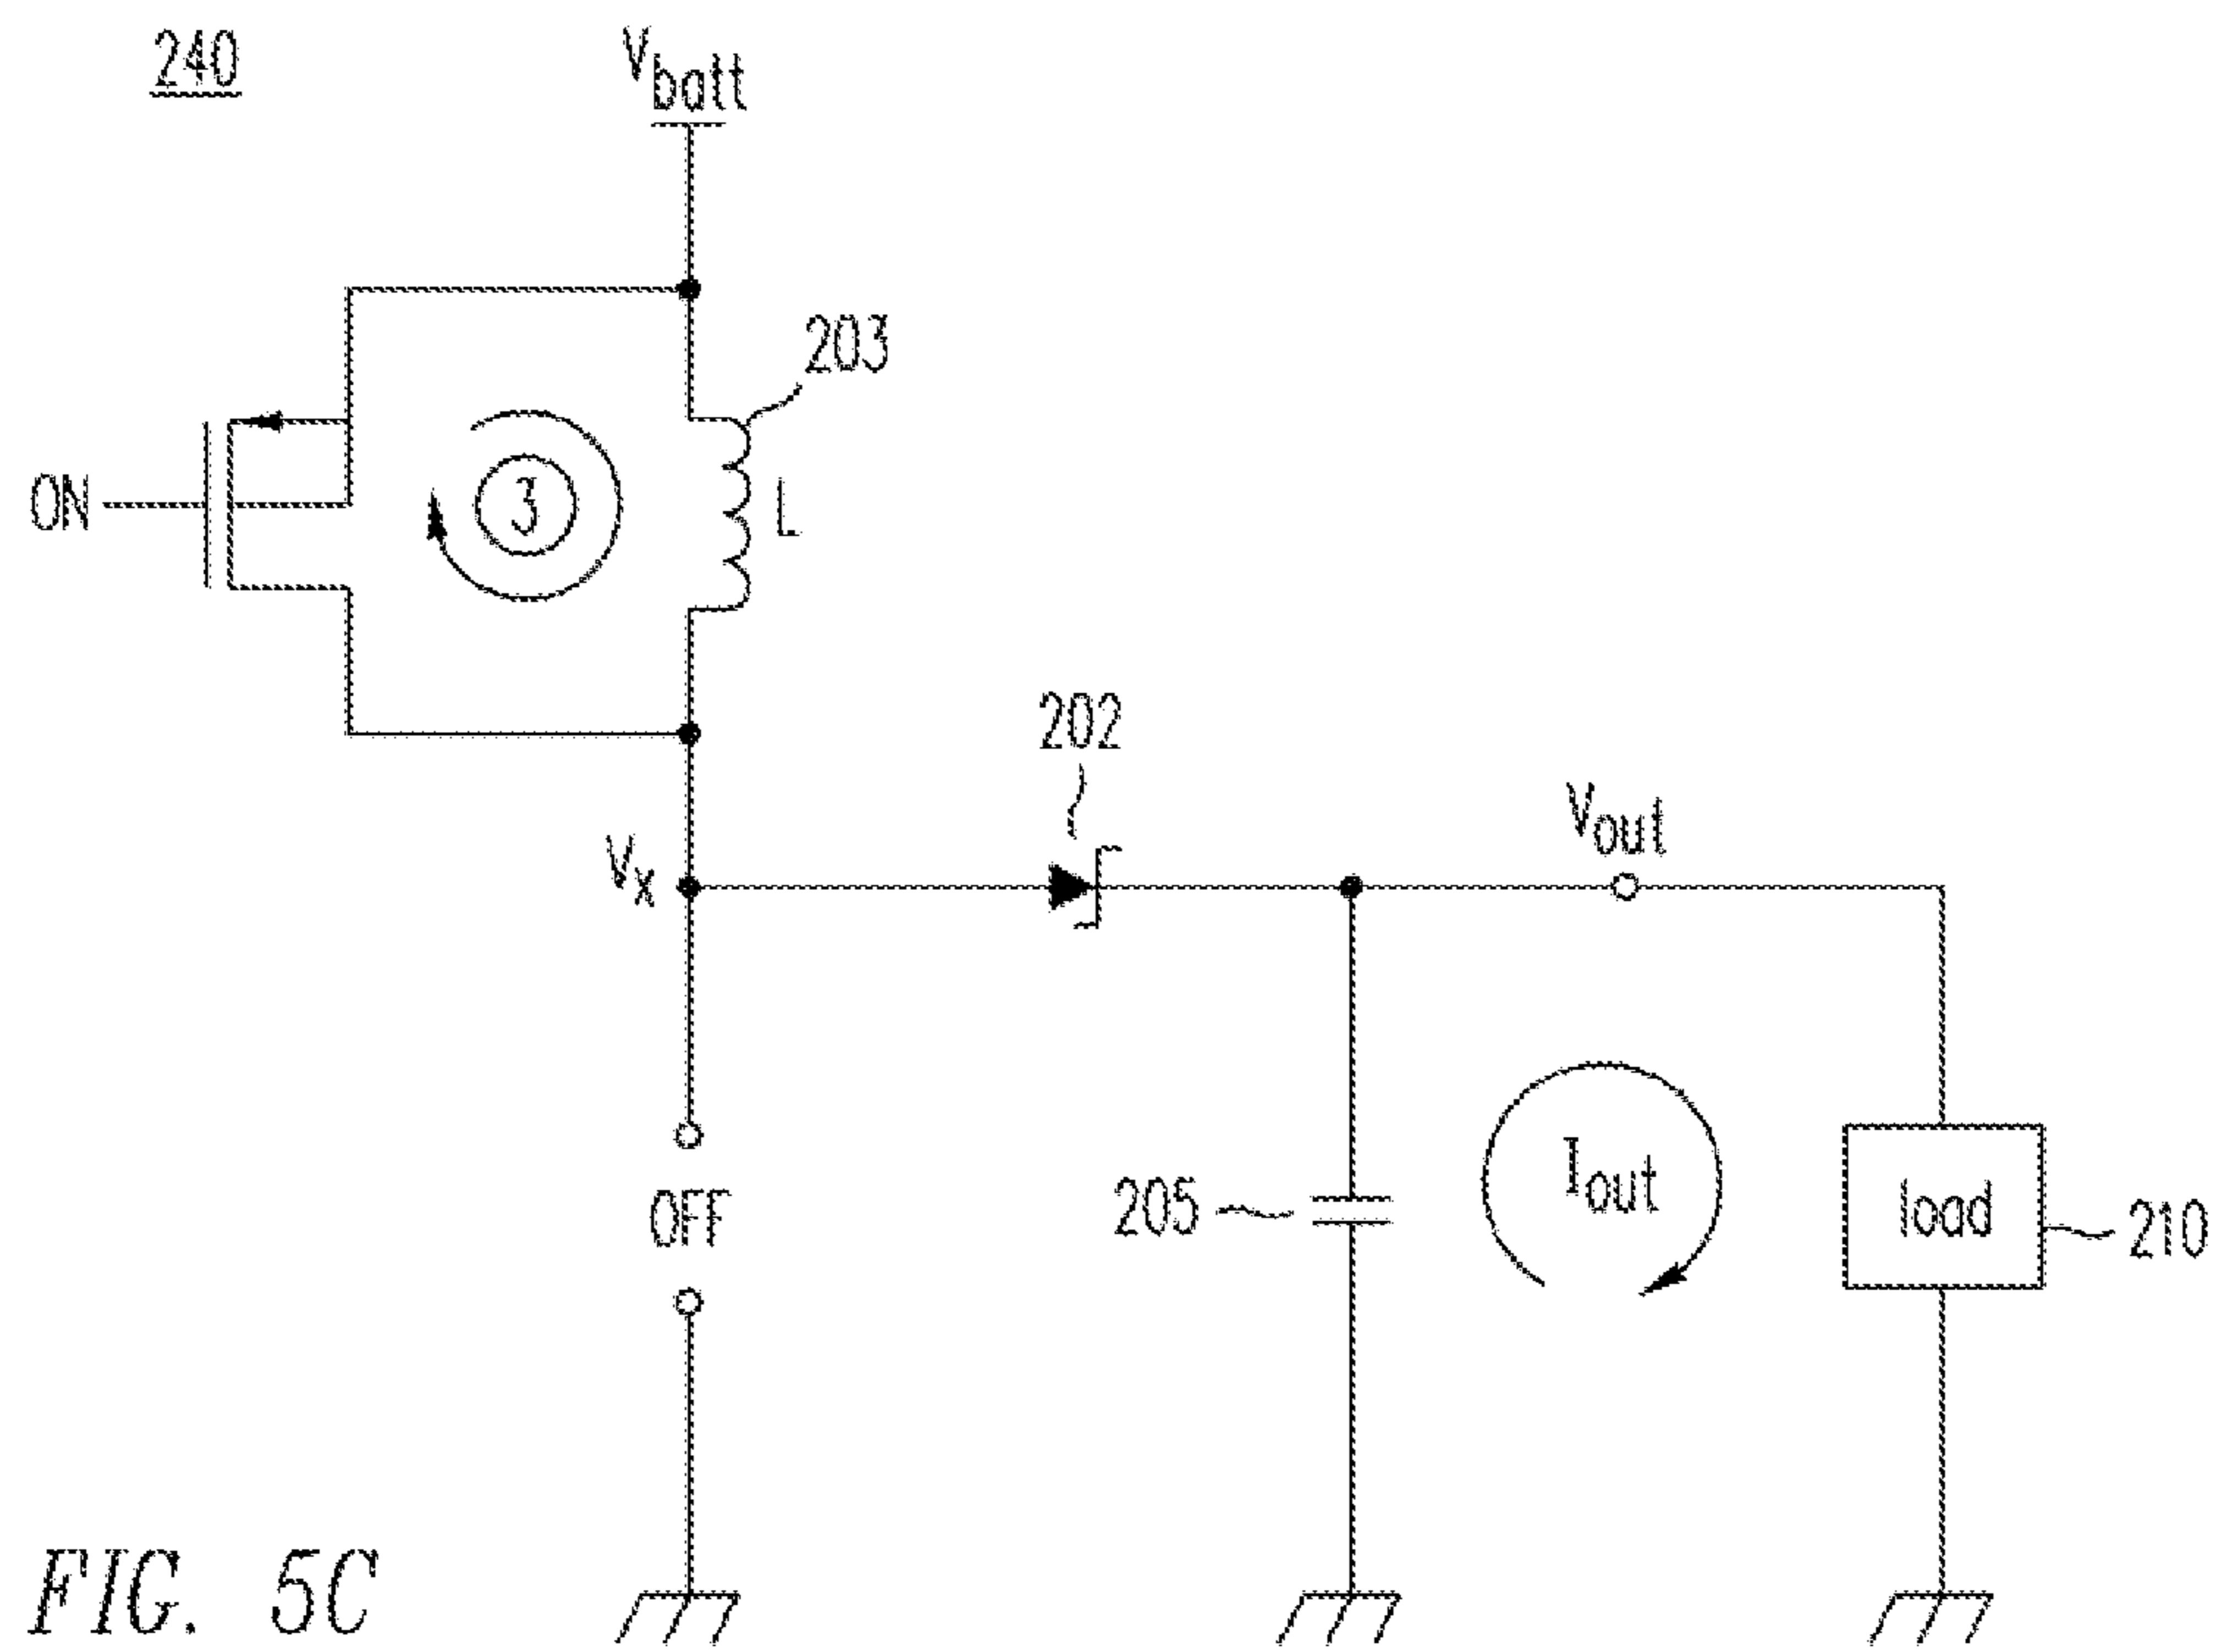 240
Vbatt
203
ON
3
L
202
Vout
Vx
OFF
205
Iout
load
210
FIG. 5C